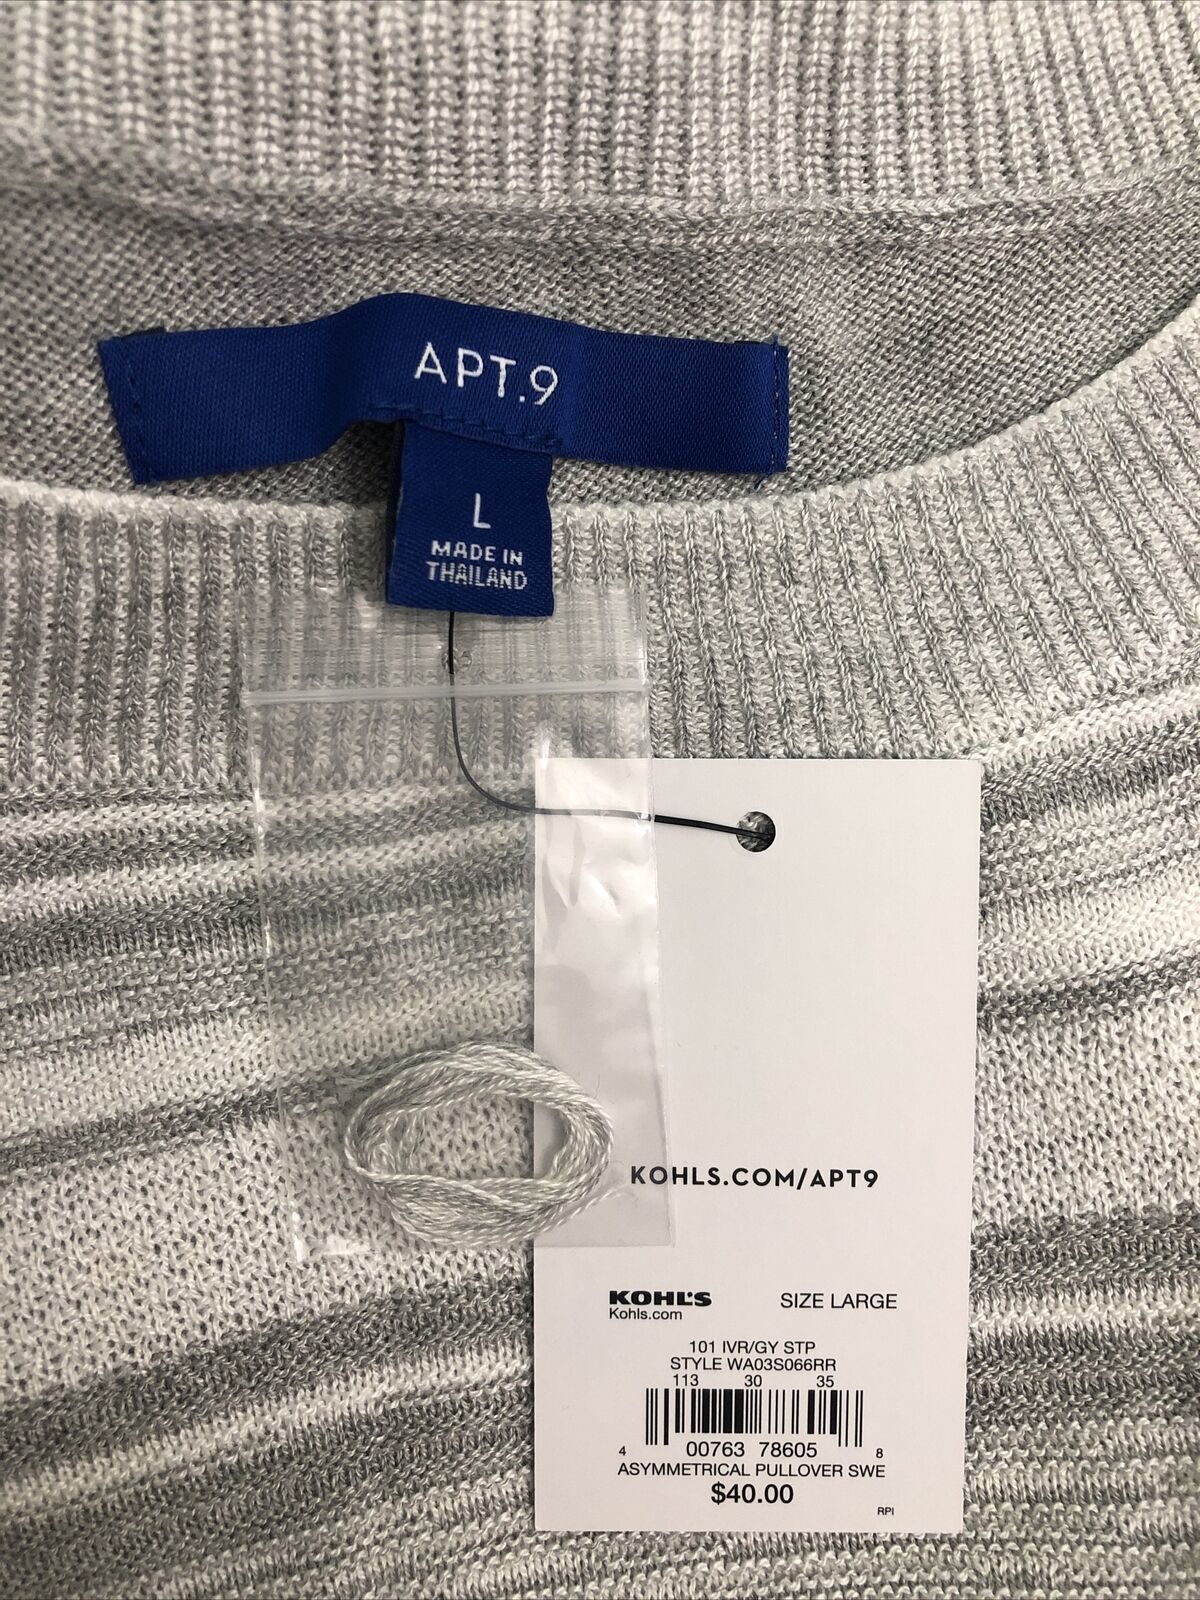 APT.9
L
MADE IN
THAILAND
KOHLS.COM/APT9
KOHL'S SIZE LARGE
Kohls.com
101 IVR/GY STP
STYLE WA03S066RR
113 30 35
4 00763 78605 8
ASYMMETRICAL PULLOVER SWE
$40.00
RPI